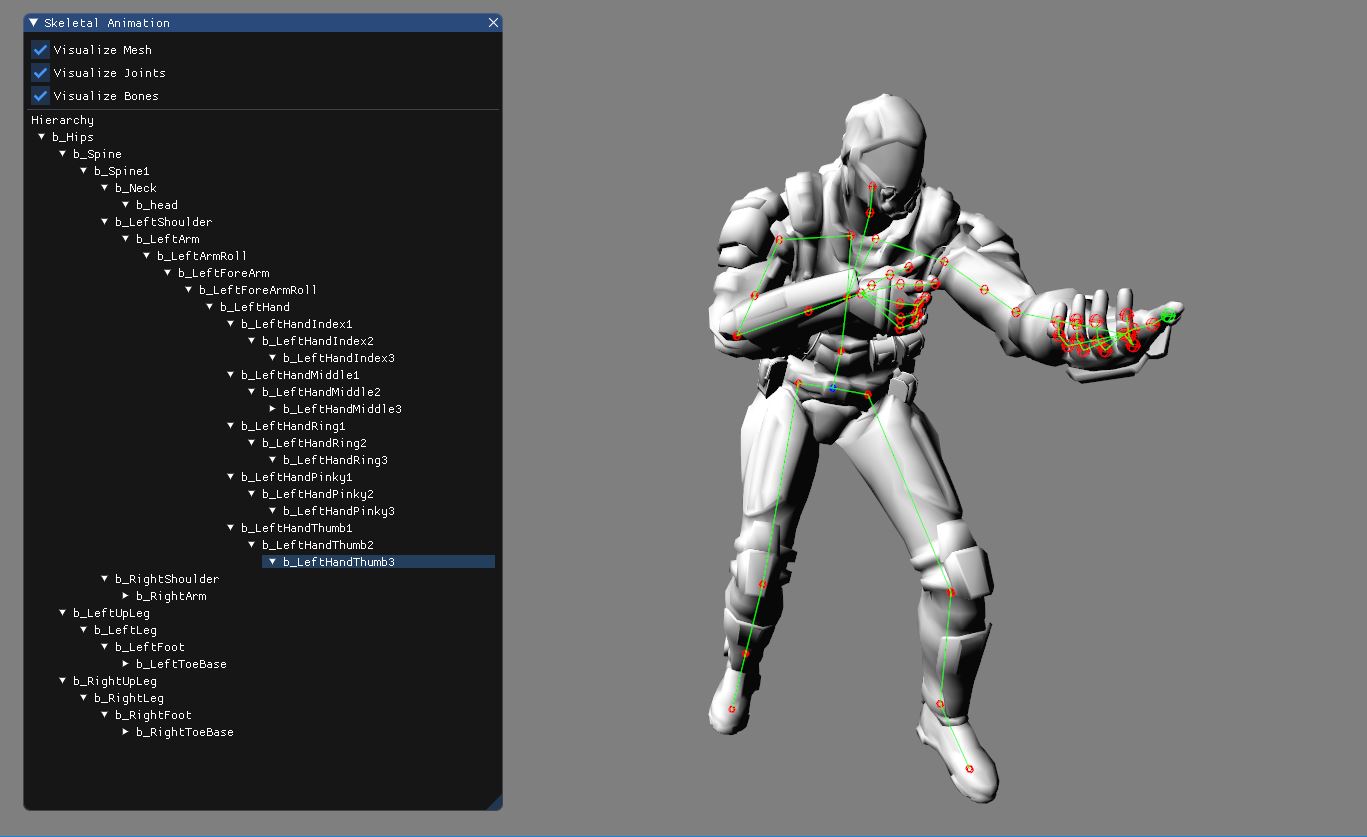 Skeletal Animation
Visualize Mesh
Visualize Joints
Visualize Bones
Hierarchy
b_Hips
b_Spine
b_Spine1
b_Neck
b_head
b_LeftShoulder
b_LeftArm
b_LeftArmRoll
b_LeftForeArm
b_LeftForeArmRoll
b_LeftHand
b_LeftHandIndex1
b_LeftHandIndex2
b_LeftHandIndex3
b_LeftHandMiddle1
b_LeftHandMiddle2
b_LeftHandMiddle3
b_LeftHandRing1
b_LeftHandRing2
b_LeftHandRing3
b_LeftHandPinky1
b_LeftHandPinky2
b_LeftHandPinky3
b_LeftHandThumb1
b_LeftHandThumb2
b_LeftHandThumb3
b_RightShoulder
b_RightArm
b_LeftUpLeg
b_LeftLeg
b_LeftFoot
b_LeftToeBase
b_RightUpLeg
b_RightLeg
b_RightFoot
b_RightToeBase